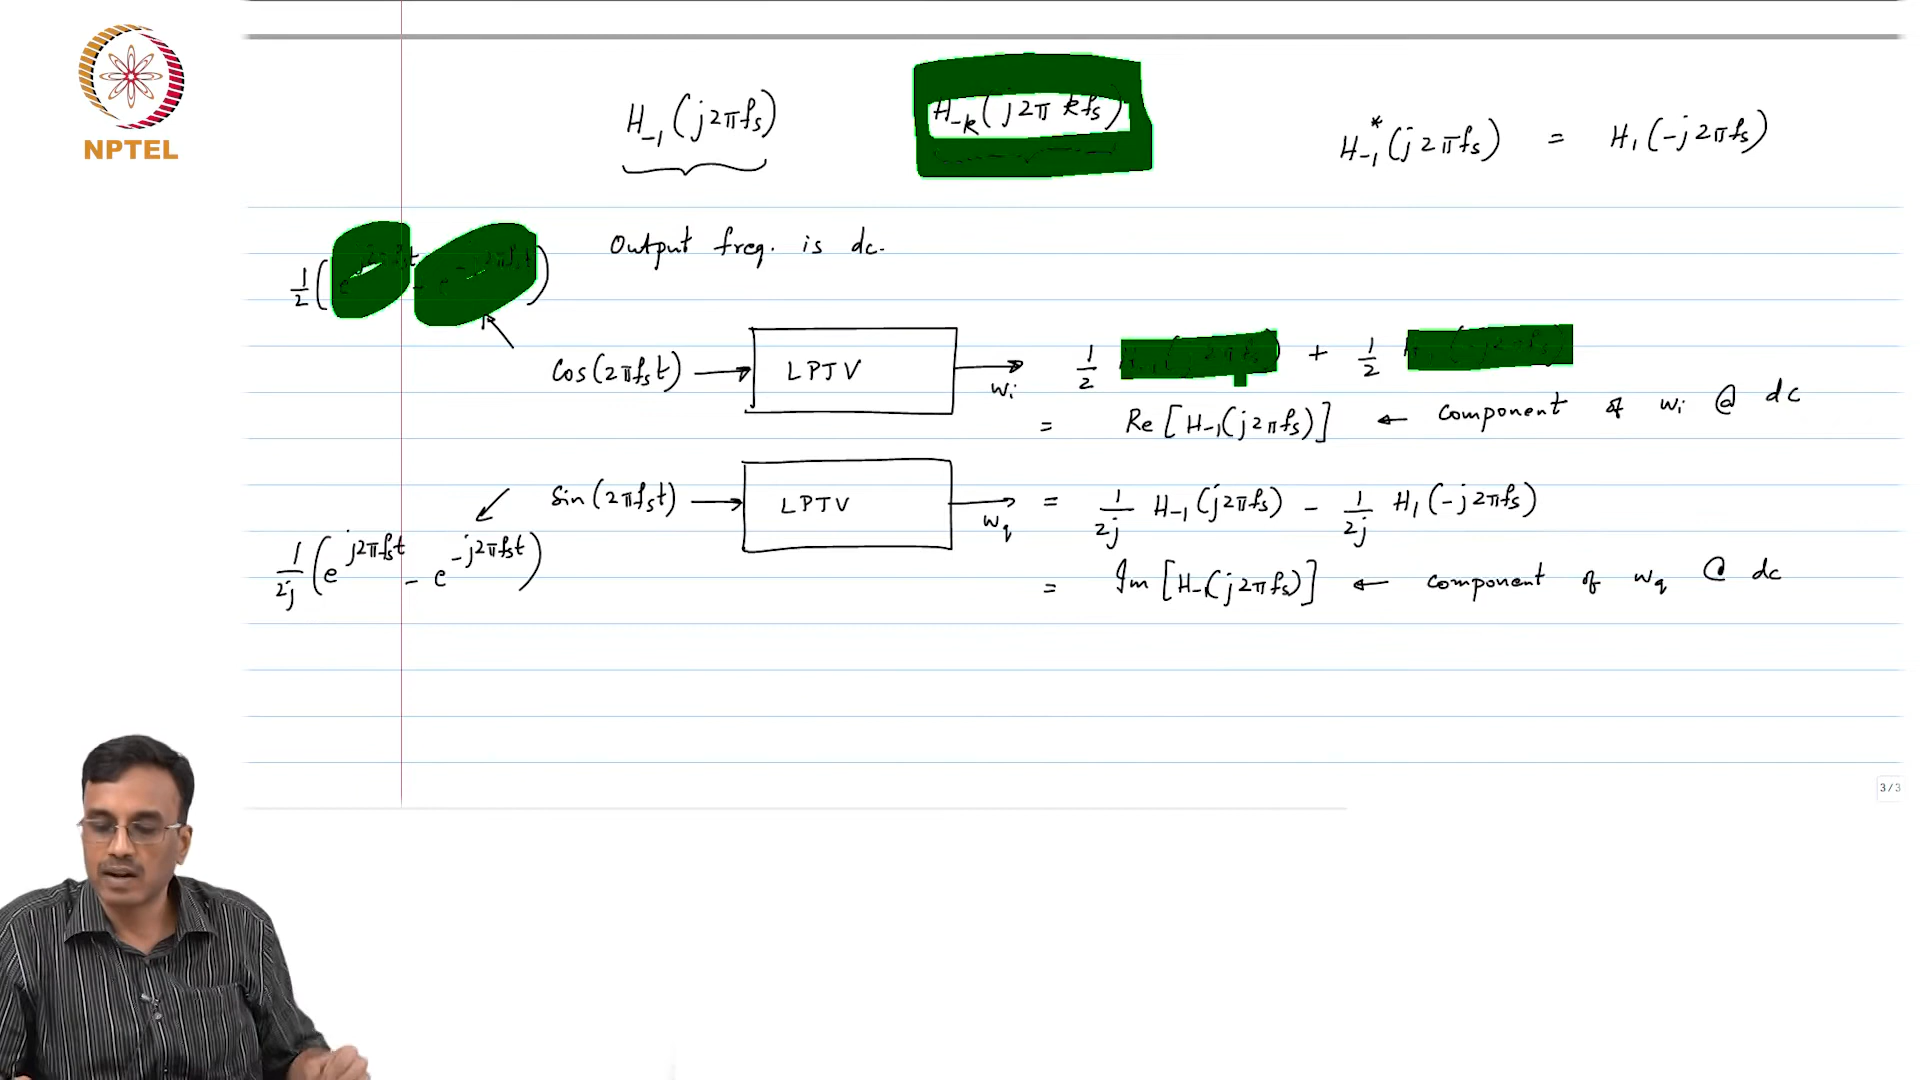 NPTEL
H₋₁(j2πfₛ)
H₋ₖ(j2π kfₛ)
H₋₁*(j2πfₛ) = H₁(-j2πfₛ)
Output freq. is dc.
1/2 ( - )
cos(2πfₛt) → LPTV → wᵢ 1/2 + 1/2
= Re[H₋₁(j2πfₛ)] ← component of wᵢ @ dc
sin(2πfₛt) → LPTV → w_q = 1/2j H₋₁(j2πfₛ) - 1/2j H₁(-j2πfₛ)
1/2j (e^{j2πfₛt} - e^{-j2πfₛt})
= Im[H₋₁(j2πfₛ)] ← component of w_q @ dc
3/3